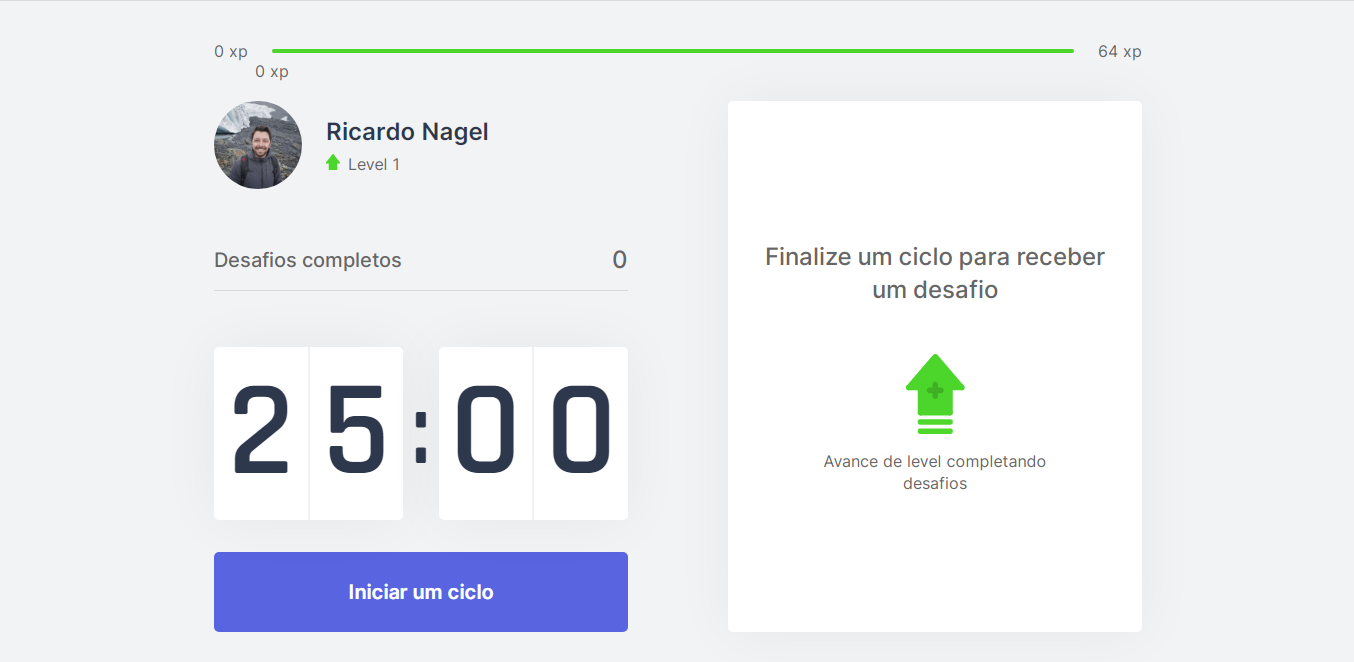 0 xp
64 xp
0 xp
Ricardo Nagel
Level 1
Desafios completos
0
25:00
Iniciar um ciclo
Finalize um ciclo para receber
um desafio
Avance de level completando
desafios